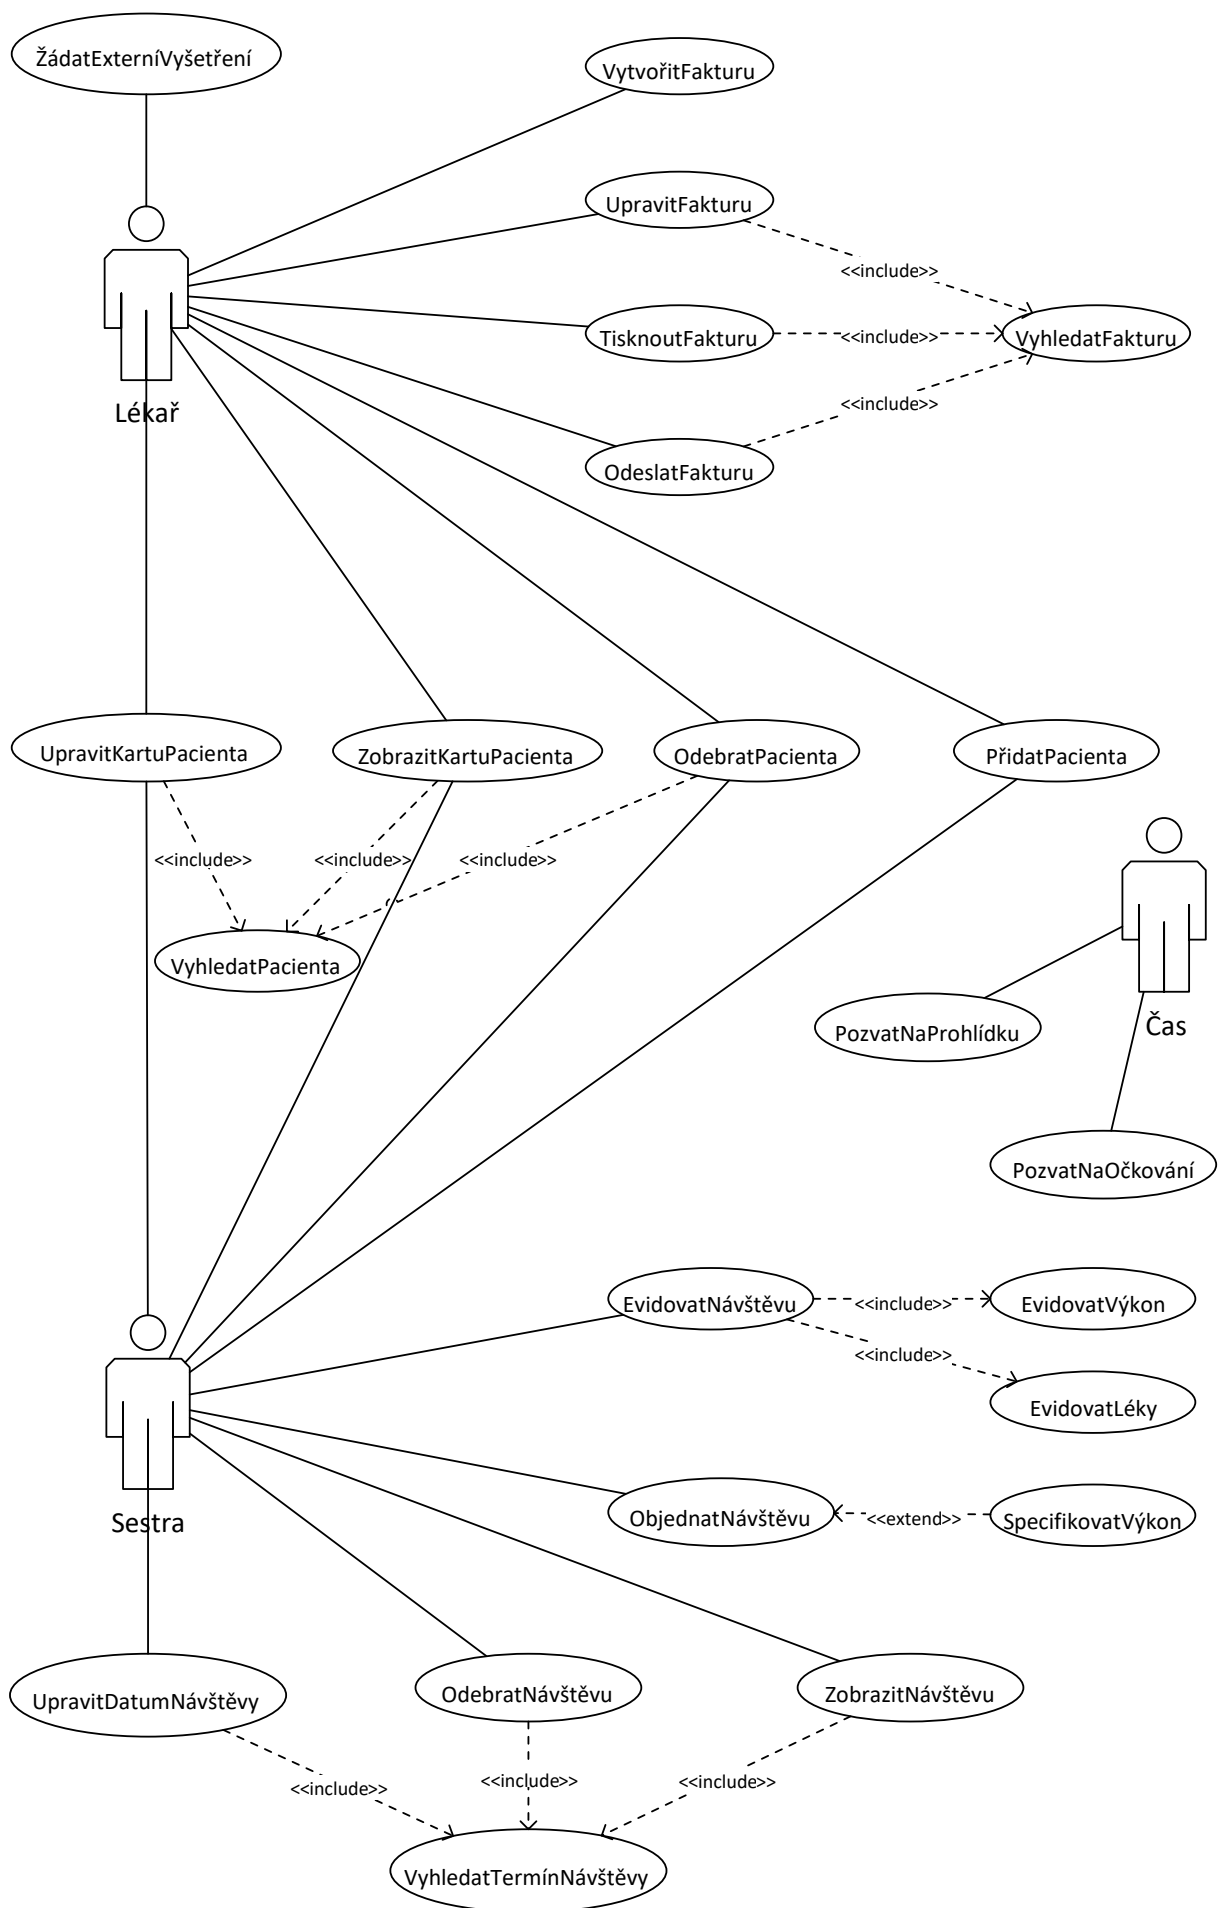 ŽádatExterníVyšetření
VytvořitFakturu
UpravitFakturu
<<include>>
TisknoutFakturu
<<include>>
VyhledatFakturu
<<include>>
Lékař
OdeslatFakturu
UpravitKartuPacienta
ZobrazitKartuPacienta
OdebratPacienta
PřidatPacienta
<<include>>
<<include>>
<<include>>
VyhledatPacienta
Čas
PozvatNaProhlídku
PozvatNaOčkování
EvidovatNávštěvu
<<include>>
EvidovatVýkon
<<include>>
EvidovatLéky
Sestra
ObjednatNávštěvu
<<extend>>
SpecifikovatVýkon
UpravitDatumNávštěvy
OdebratNávštěvu
ZobrazitNávštěvu
<<include>>
<<include>>
<<include>>
VyhledatTermínNávštěvy